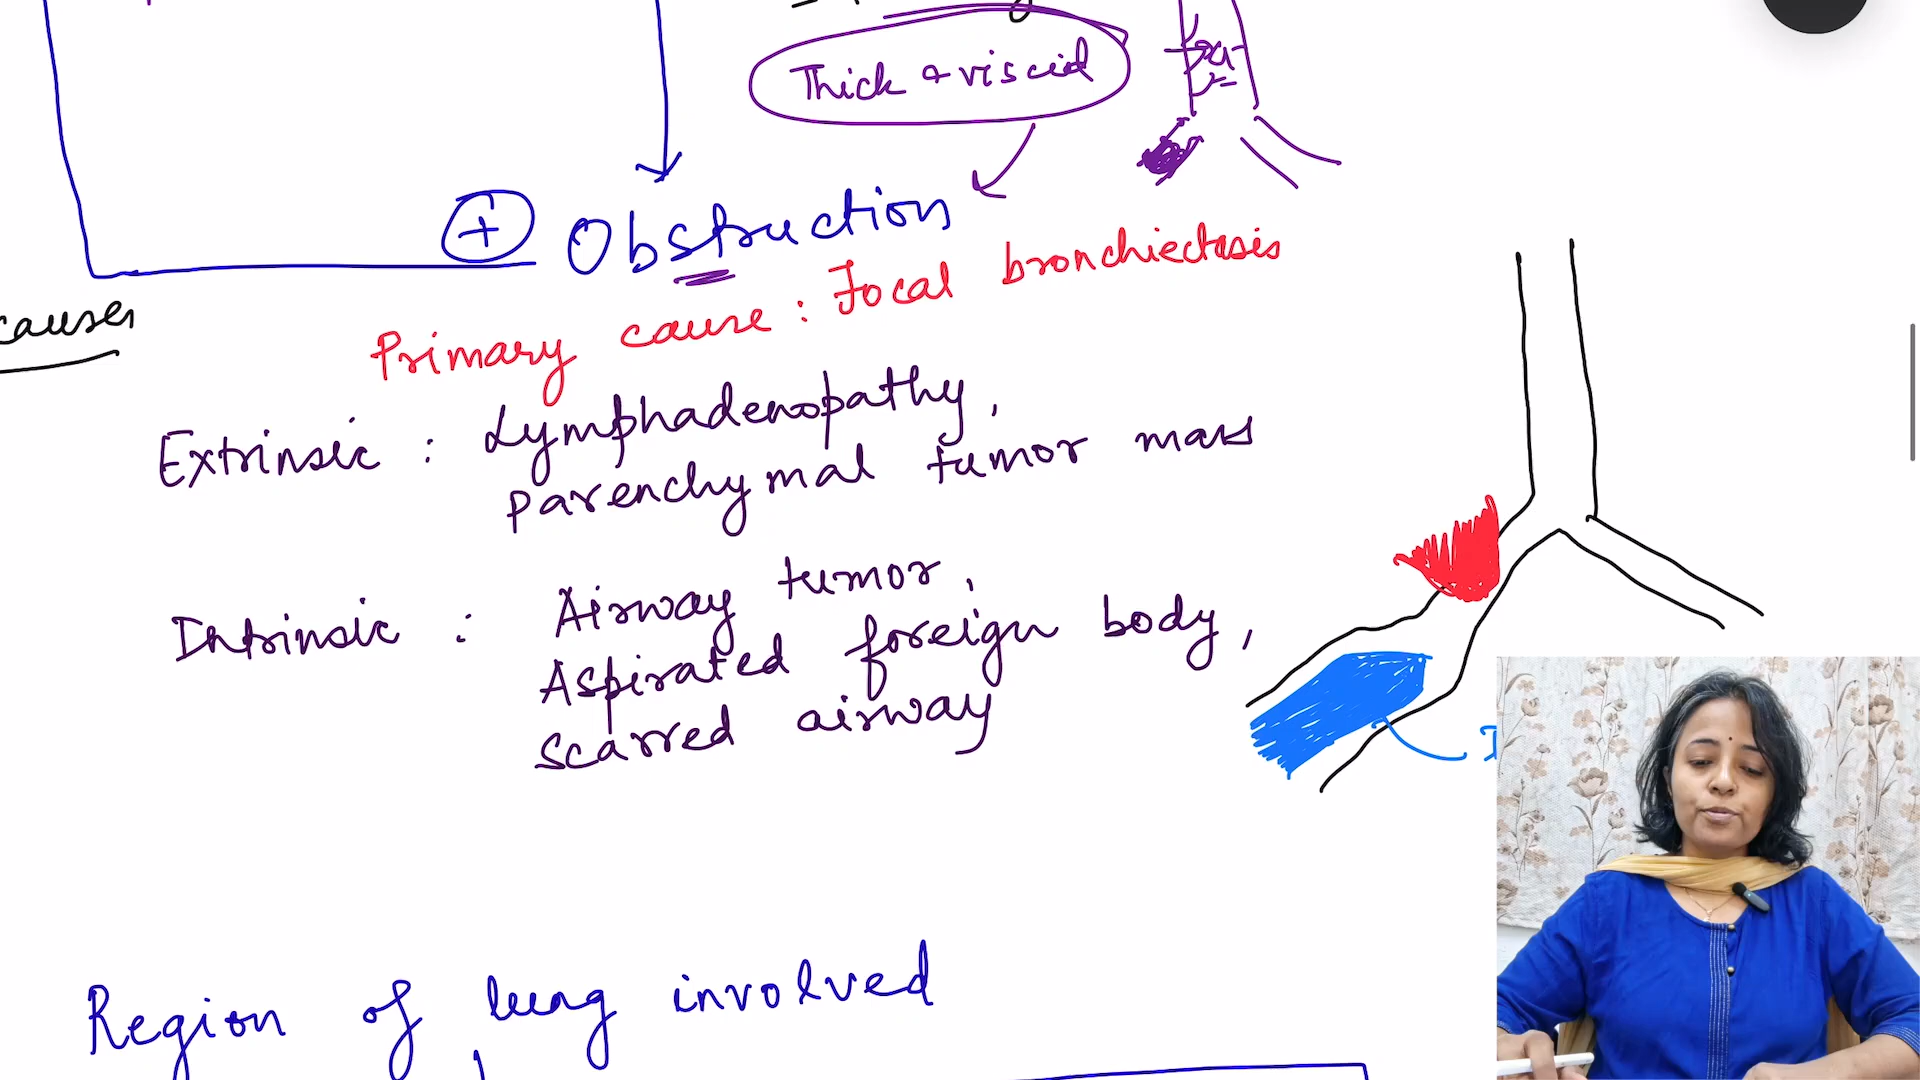 Thick & viscid
+ Obstruction
causes
Primary cause : Focal bronchiectasis
Extrinsic : Lymphadenopathy,
parenchymal tumor mass
Intrinsic : Airway tumor,
Aspirated foreign body,
scarred airway
Region of lung involved